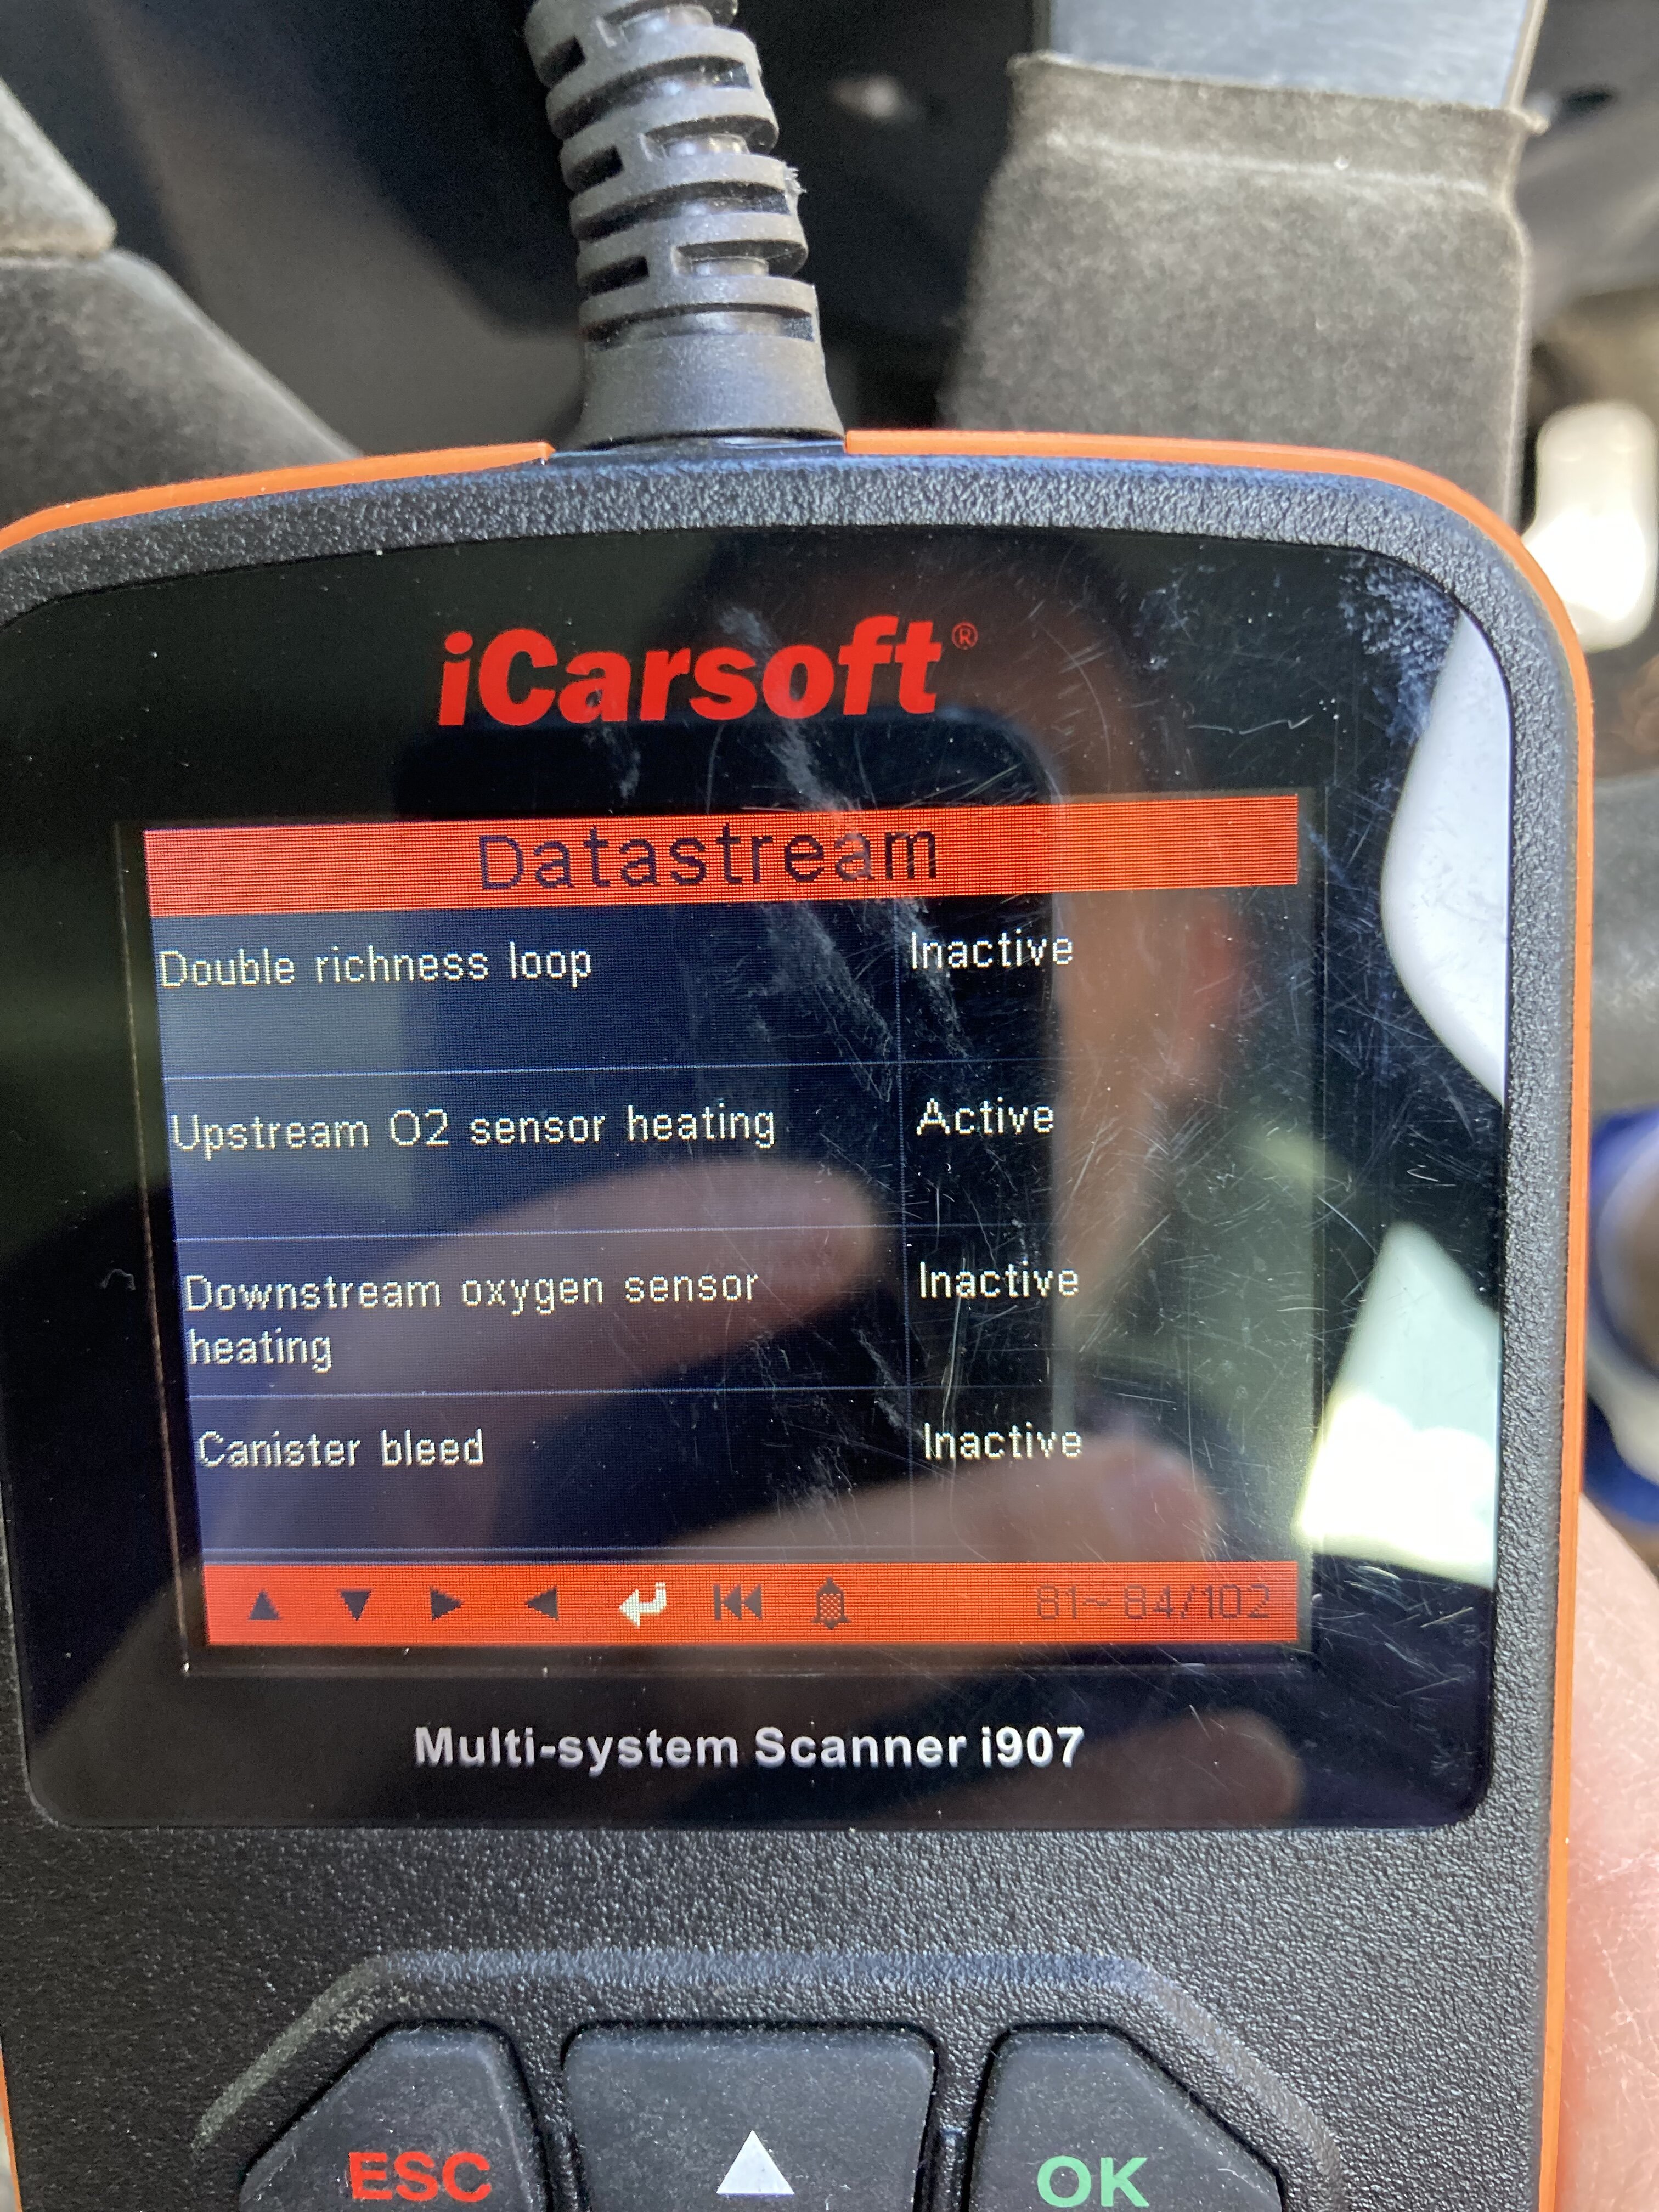 iCarsoft®
Datastream
Double richness loop Inactive
Upstream O2 sensor heating Active
Downstream oxygen sensor Inactive
heating
Canister bleed Inactive
81~84/102
Multi-system Scanner i907
ESC OK